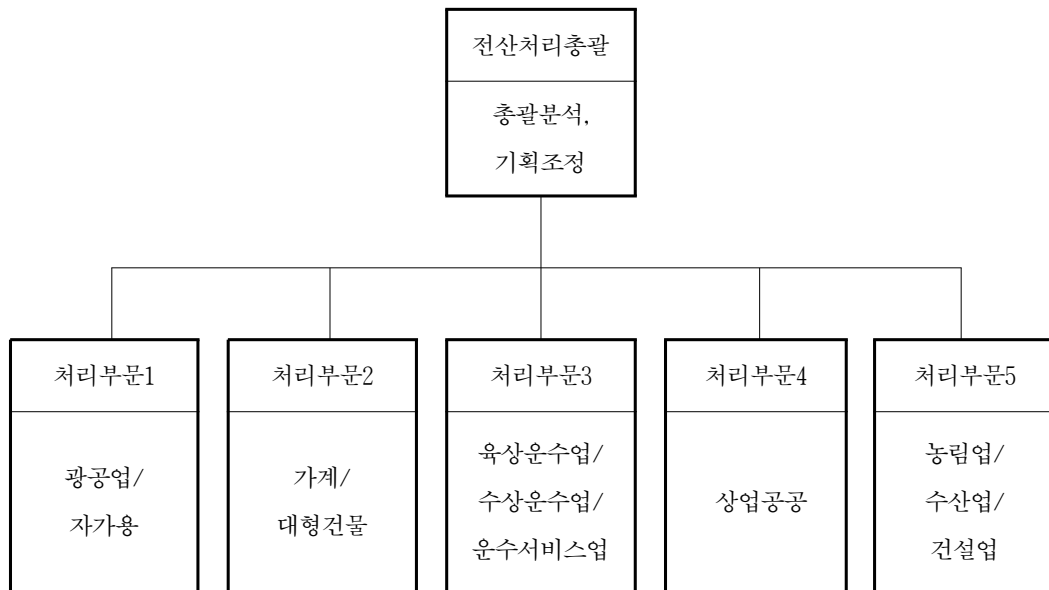 전산처리총괄
총괄분석,
기획조정
처리부문1
광공업/
자가용
처리부문2
가계/
대형건물
처리부문3
육상운수업/
수상운수업/
운수서비스업
처리부문4
상업공공
처리부문5
농림업/
수산업/
건설업